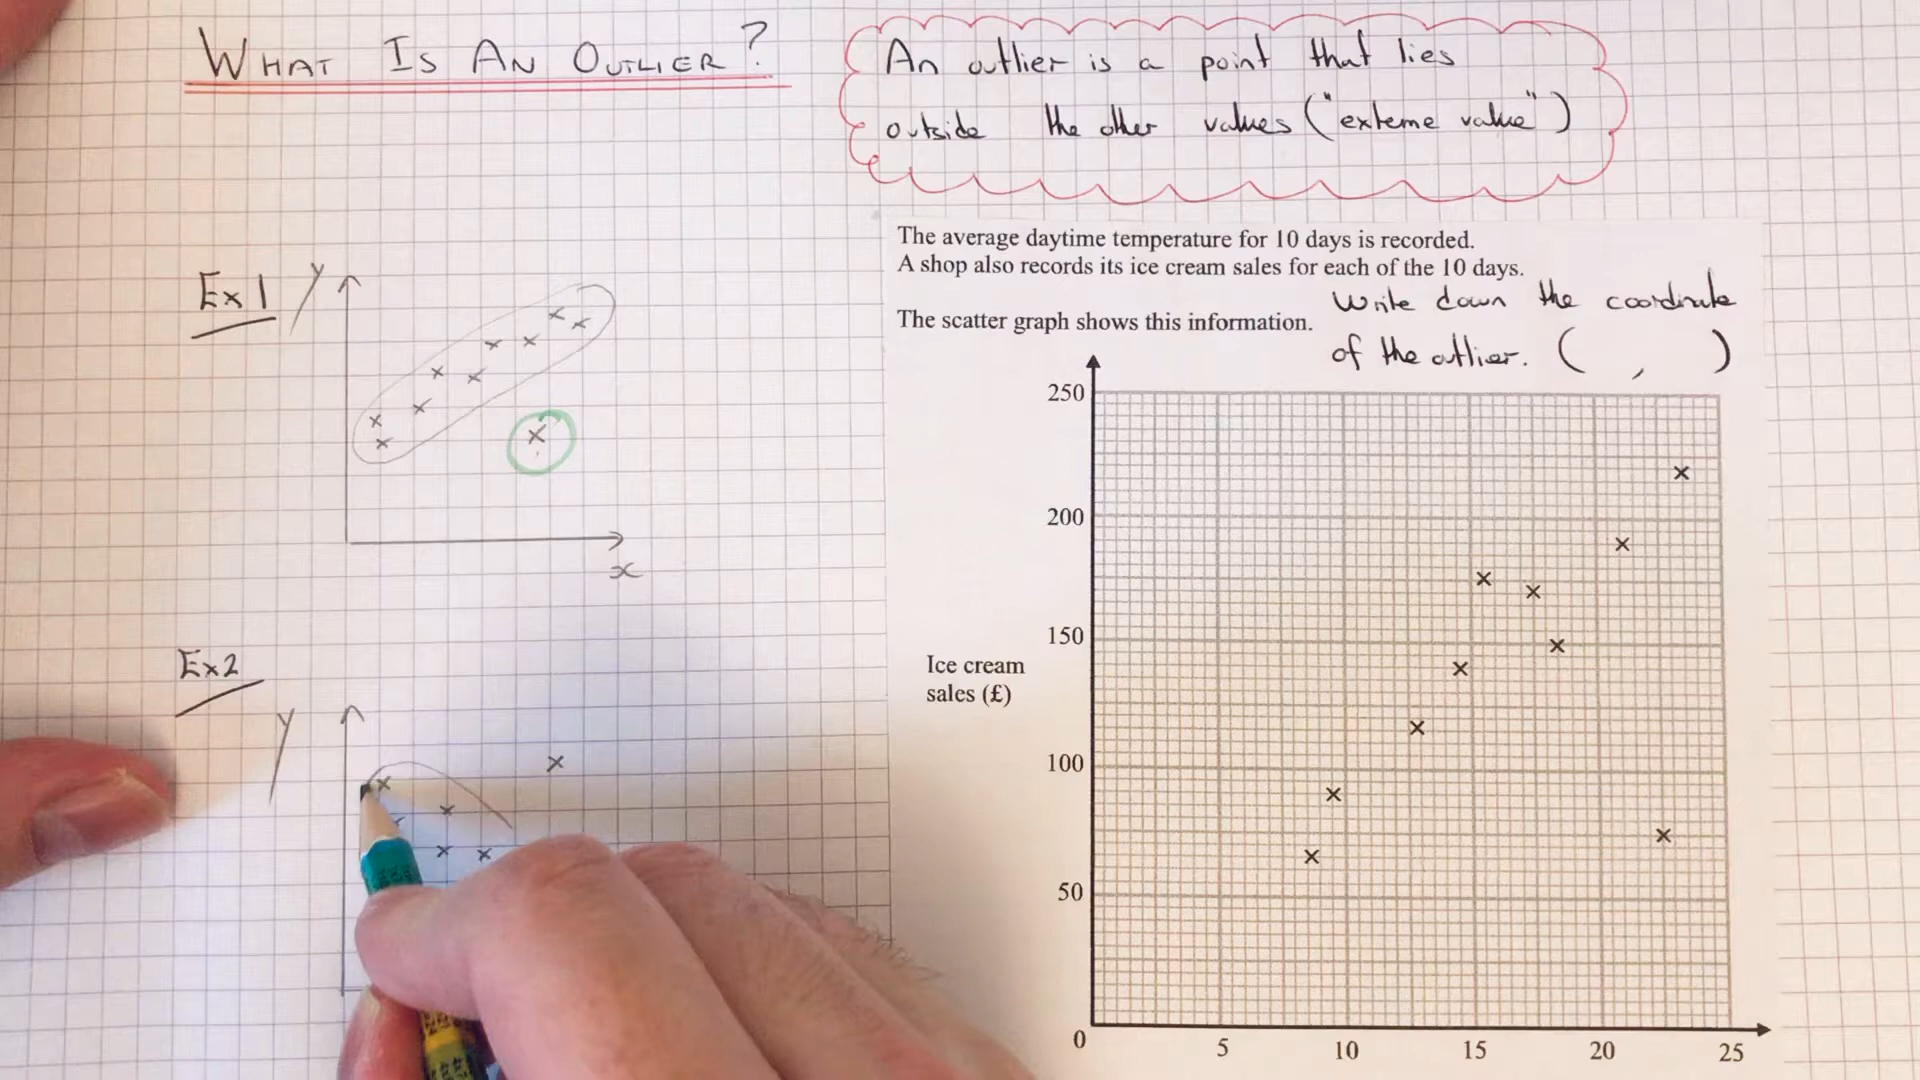 WHAT IS AN OUTLIER?
An outlier is a point that lies
outside the other values ("exteme value")
Ex 1
y
x
Ex2
y
The average daytime temperature for 10 days is recorded.
A shop also records its ice cream sales for each of the 10 days.
The scatter graph shows this information.
Write down the coordinate
of the outlier. ( , )
250
200
150
100
50
0
Ice cream
sales (£)
5 10 15 20 25